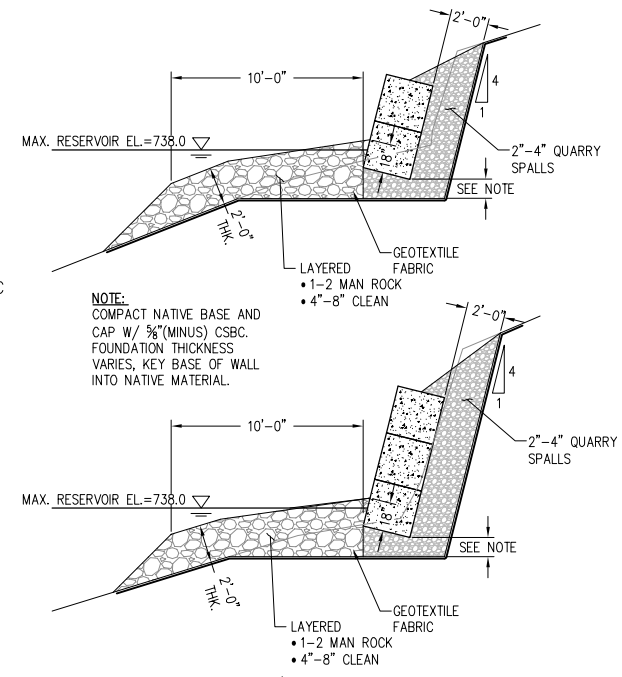 2'-0"
10'-0"
4
1
MAX. RESERVOIR EL.=738.0
2"-4" QUARRY
SPALLS
18"
SEE NOTE
2'-0"
THK.
GEOTEXTILE
FABRIC
LAYERED
• 1-2 MAN ROCK
• 4"-8" CLEAN
C
NOTE:
COMPACT NATIVE BASE AND
CAP W/ ⅝"(MINUS) CSBC.
FOUNDATION THICKNESS
VARIES, KEY BASE OF WALL
INTO NATIVE MATERIAL.
2'-0"
4
1
10'-0"
2"-4" QUARRY
SPALLS
MAX. RESERVOIR EL.=738.0
18"
SEE NOTE
2'-0"
THK.
GEOTEXTILE
FABRIC
LAYERED
• 1-2 MAN ROCK
• 4"-8" CLEAN